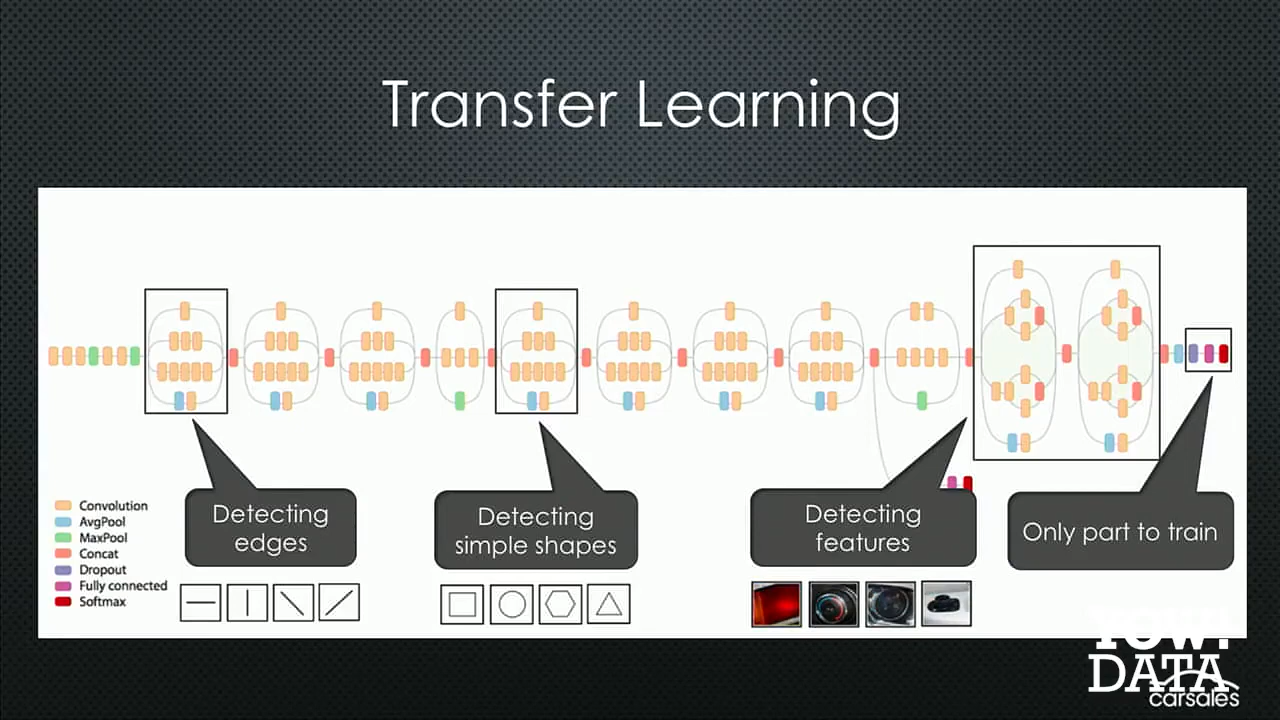 Transfer Learning
Detecting
edges
Detecting
simple shapes
Detecting
features
Only part to train
Convolution
AvgPool
MaxPool
Concat
Dropout
Fully connected
Softmax
YOW!
DATA
carsales